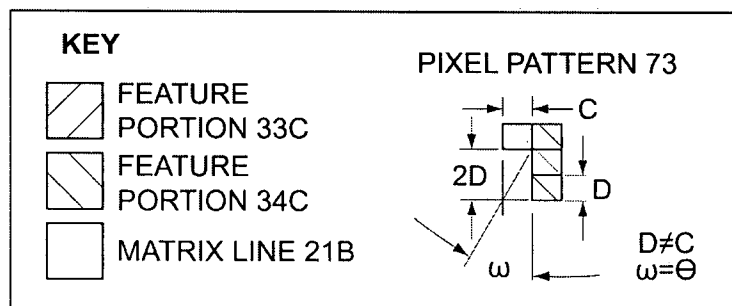 KEY
FEATURE
PORTION 33C
FEATURE
PORTION 34C
MATRIX LINE 21B
PIXEL PATTERN 73
C
2D
D
ω
D≠C
ω=Θ